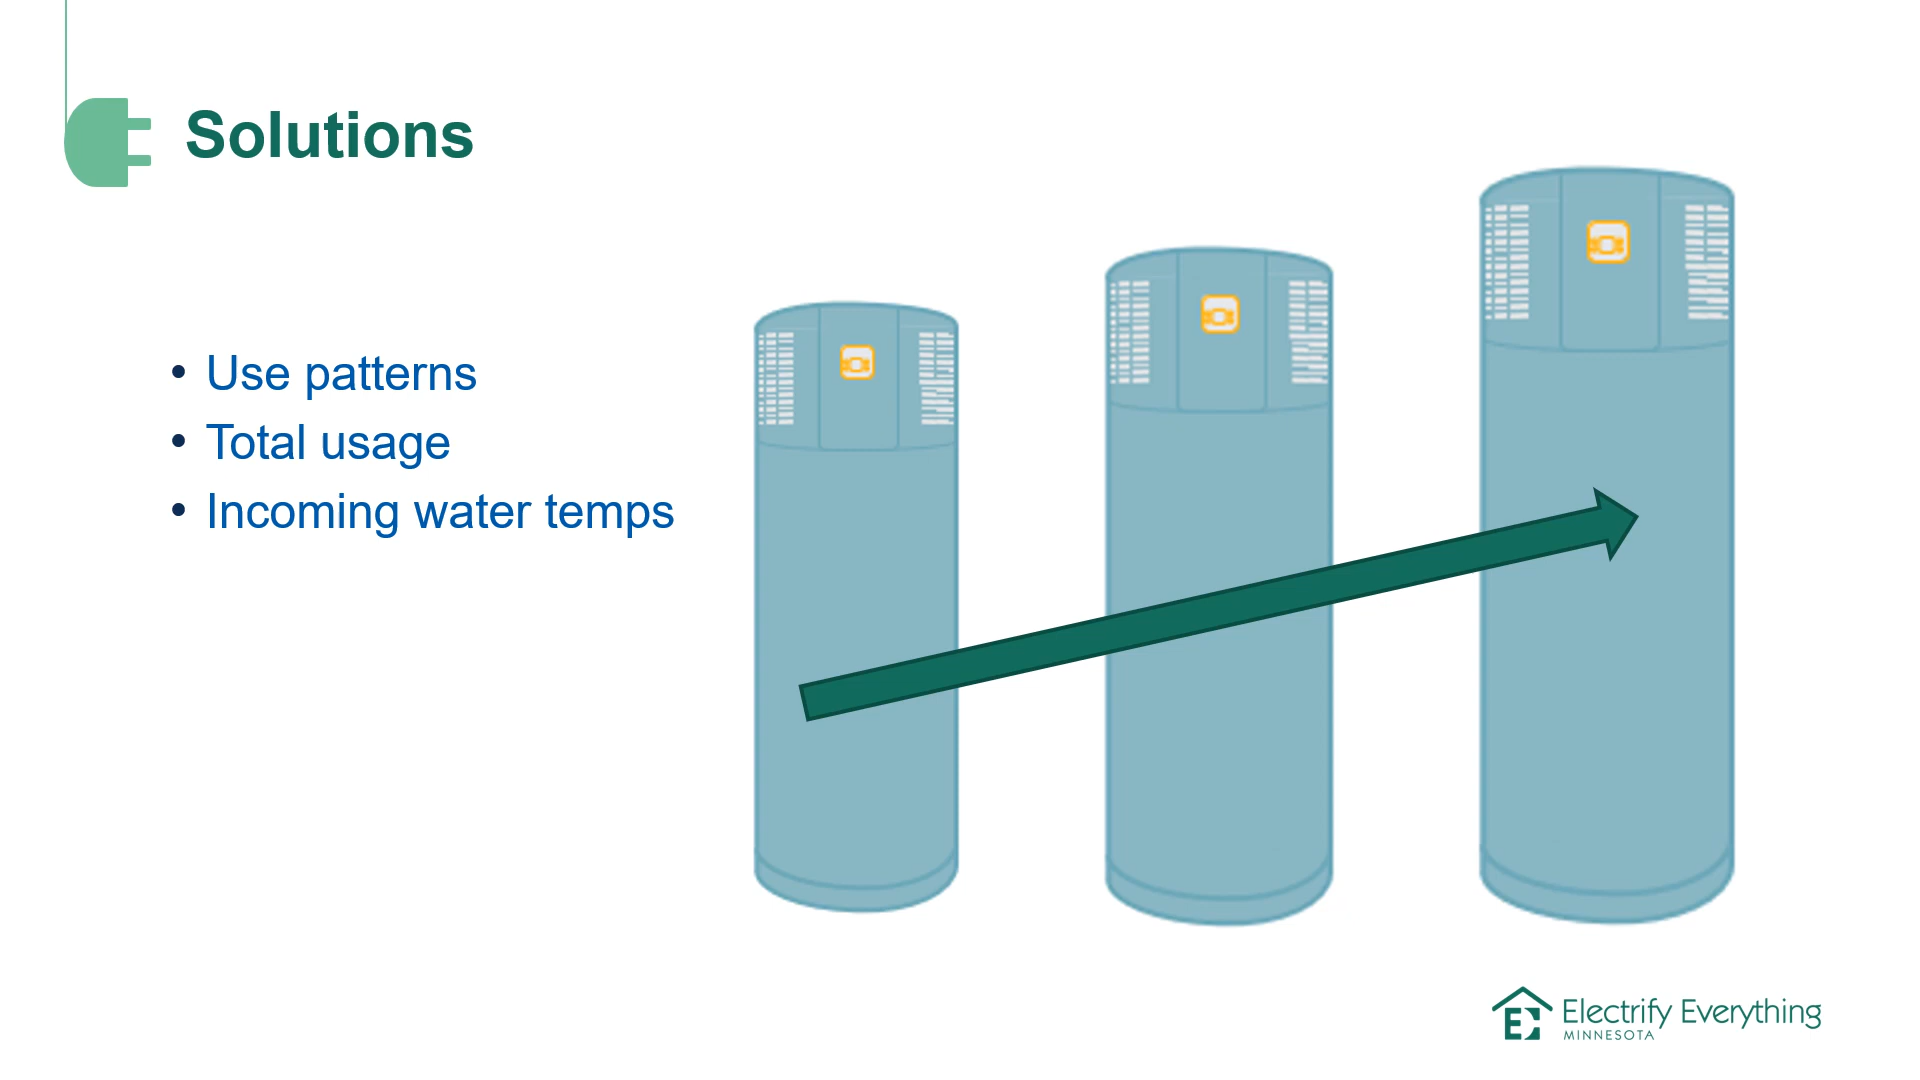 Solutions
• Use patterns
• Total usage
• Incoming water temps
Electrify Everything
MINNESOTA